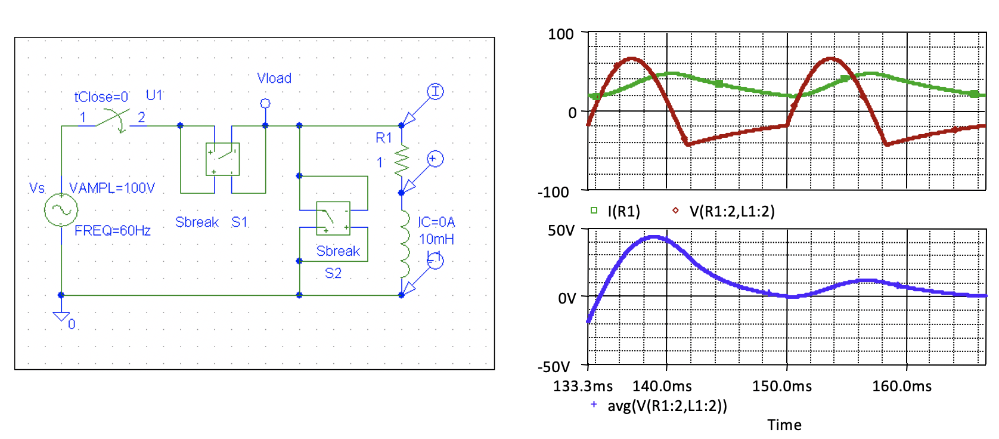 Vload
tClose=0 U1
1 2
I
R1
1
+
+ -
+ -
Vs
VAMPL=100V
+
FREQ=60Hz
Sbreak S1
-
+ +
Sbreak
S2
IC=0A
10mH
L1
-
0
100
0
-100
I(R1) V(R1:2,L1:2)
50V
0V
-50V
133.3ms 140.0ms 150.0ms 160.0ms
+ avg(V(R1:2,L1:2))
Time